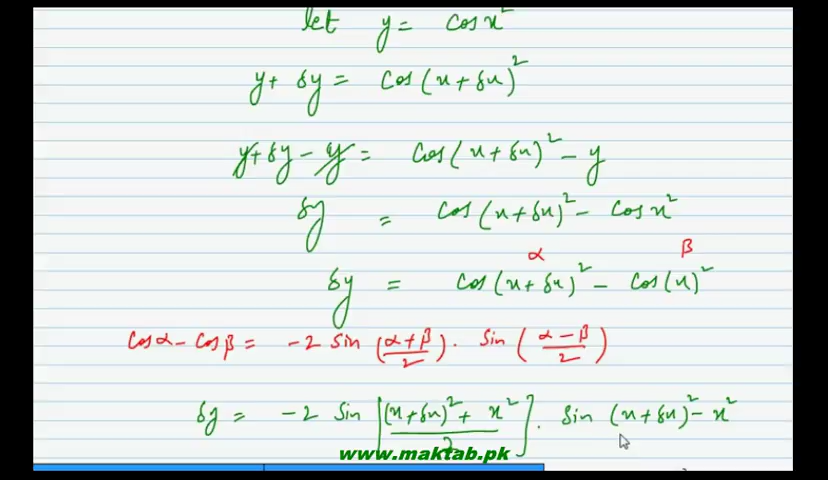 let y = cos x²
y + δy = cos(x + δx)²
y + δy − y = cos(x + δx)² − y
δy = cos(x + δx)² − cos x²
α β
δy = cos(x + δx)² − cos(x)²
cosα − cosβ = −2 sin (α+β/2) . sin (α−β/2)
δy = −2 sin [(x+δx)² + x² / 2] . sin (x+δx)² − x²
www.maktab.pk